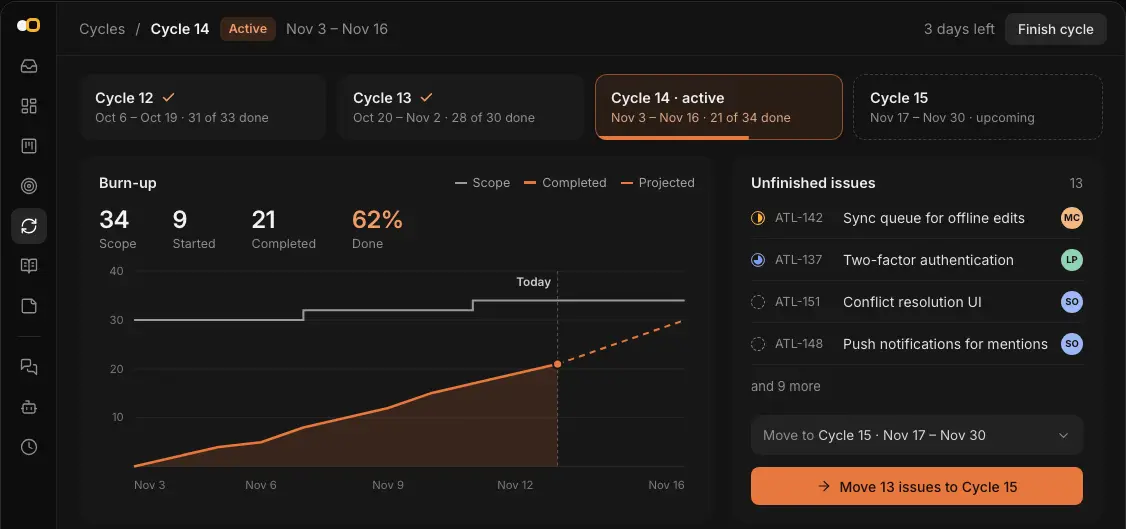 Cycles / Cycle 14 Active Nov 3 – Nov 16
3 days left
Finish cycle
Cycle 12
Oct 6 – Oct 19 · 31 of 33 done
Cycle 13
Oct 20 – Nov 2 · 28 of 30 done
Cycle 14 · active
Nov 3 – Nov 16 · 21 of 34 done
Cycle 15
Nov 17 – Nov 30 · upcoming
Burn-up
Scope Completed Projected
34 9 21 62%
Scope Started Completed Done
40
Today
30
20
10
Nov 3 Nov 6 Nov 9 Nov 12 Nov 16
Unfinished issues 13
ATL-142 Sync queue for offline edits MC
ATL-137 Two-factor authentication LP
ATL-151 Conflict resolution UI SO
ATL-148 Push notifications for mentions SO
and 9 more
Move to Cycle 15 · Nov 17 – Nov 30
Move 13 issues to Cycle 15